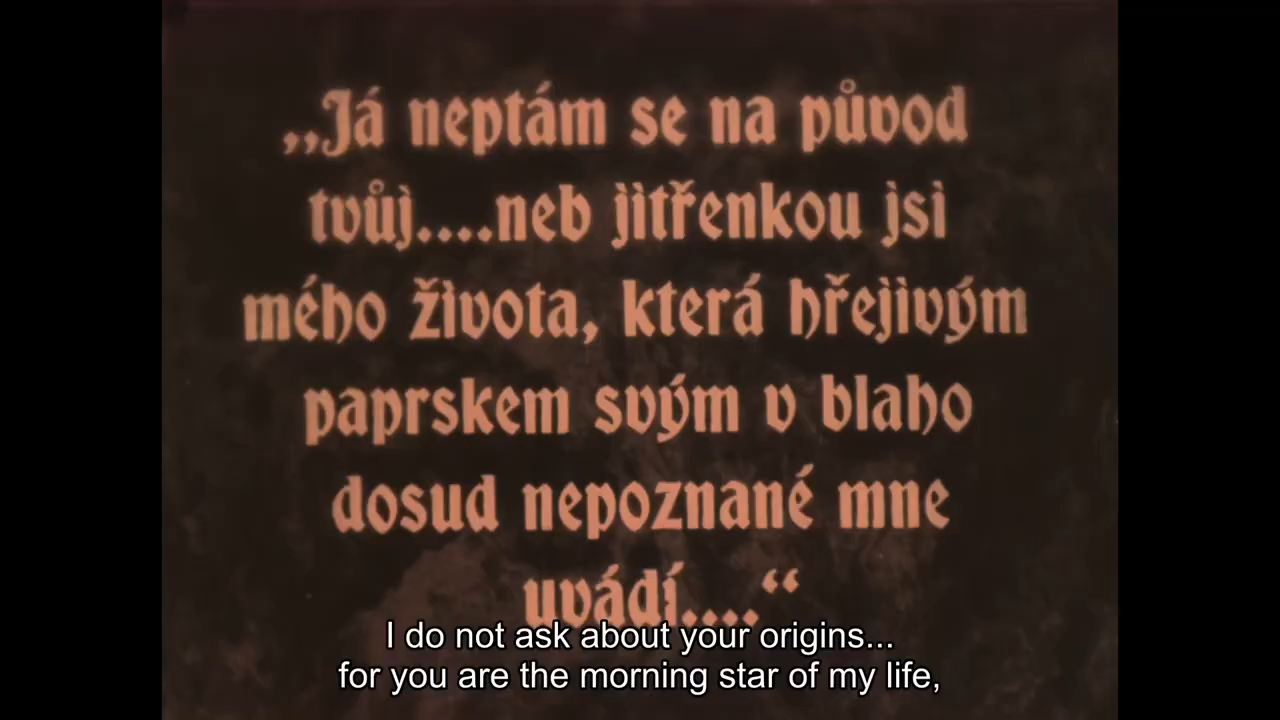 „Já neptám se na původ
tvůj....neb jitřenkou jsi
mého života, která hřejivým
paprskem svým v blaho
dosud nepoznané mne
uvádí....“
I do not ask about your origins...
for you are the morning star of my life,